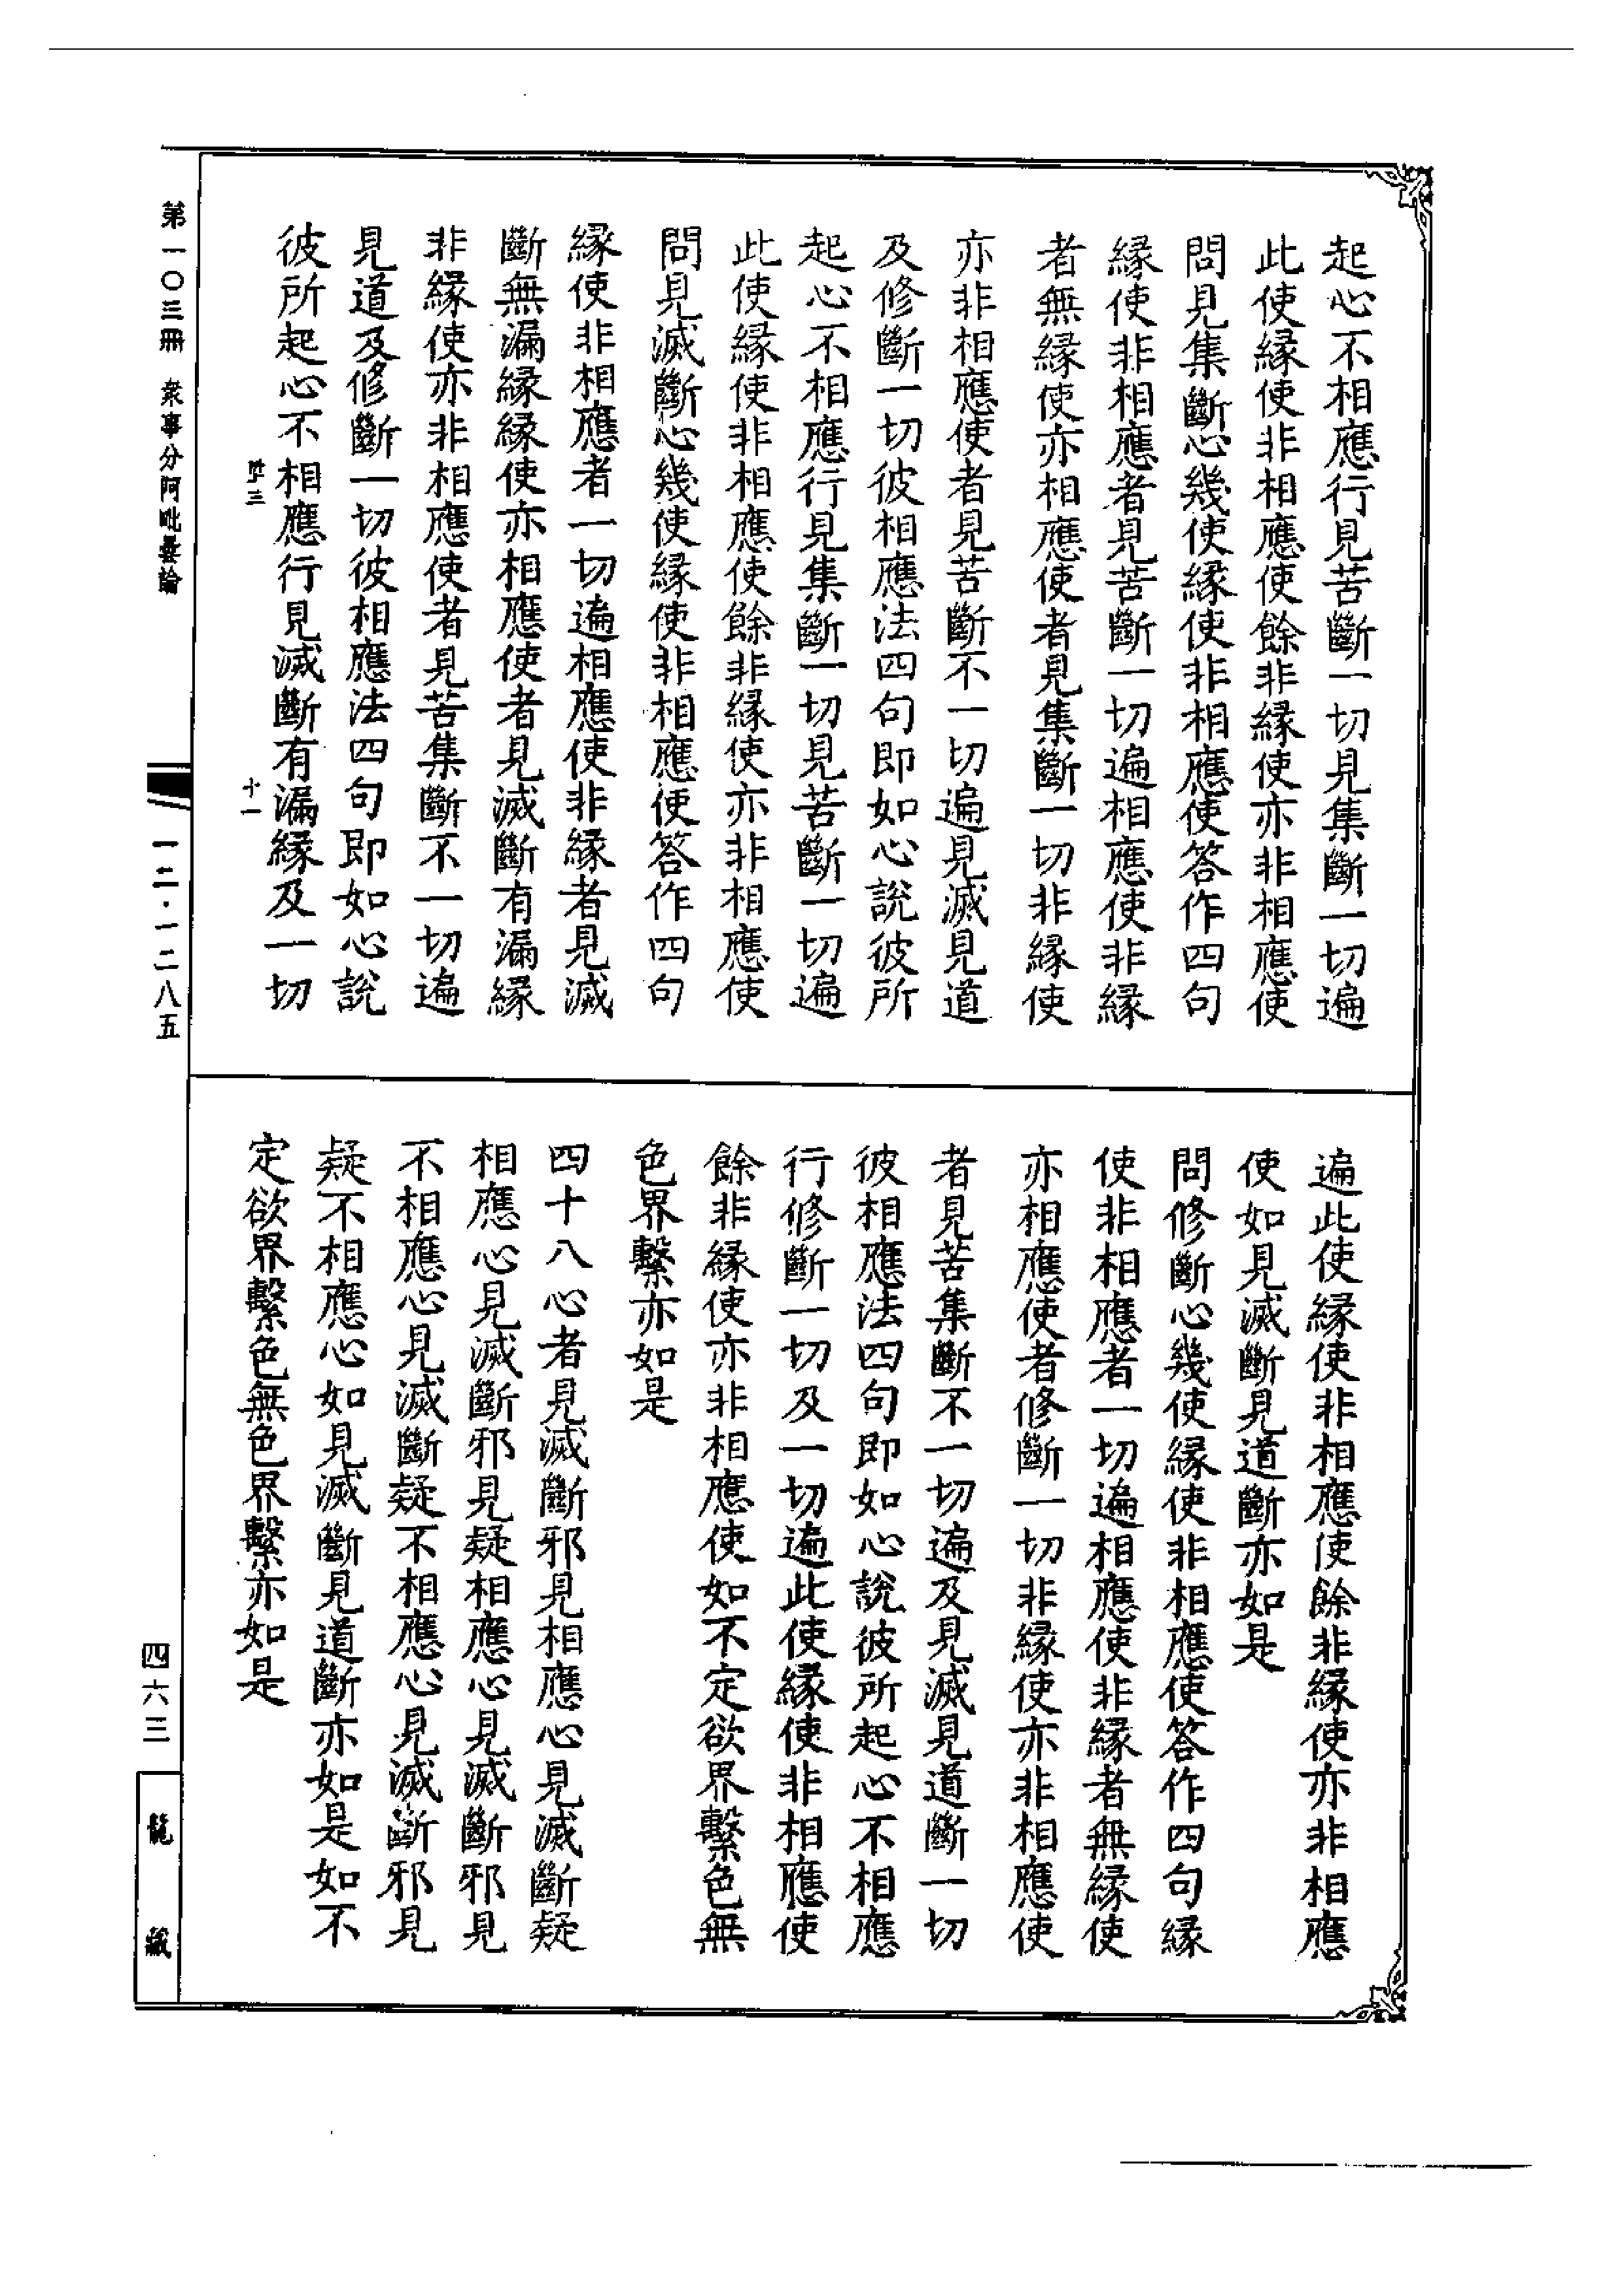 起心不相應行見苦斷一切見集斷一切遍
此使緣使非相應使餘非緣使亦非相應使
問見集斷心幾使緣使非相應使答作四句
緣使非相應者見苦斷一切遍相應使非緣
者無緣使亦相應使者見集斷一切非緣使
亦非相應使者見苦斷不一切遍見滅見道
及修斷一切彼相應法四句即如心說彼所
起心不相應行見集斷一切見苦斷一切遍
此使緣使非相應使餘非緣使亦非相應使
問見滅斷心幾使緣使非相應使答作四句
緣使非相應者一切遍相應使非緣者見滅
斷無漏緣緣使亦相應使者見滅斷有漏緣
非緣使亦非相應使者見苦集斷不一切遍
見道及修斷一切彼相應法四句即如心說
彼所起心不相應行見滅斷有漏緣及一切
遍此使緣使非相應使餘非緣使亦非相應
使如見滅斷見道斷亦如是
問修斷心幾使緣使非相應使答作四句緣
使非相應者一切遍相應使非緣者無緣使
亦相應使者修斷一切非緣使亦非相應使
者見苦集斷不一切遍及見滅見道斷一切
彼相應法四句即如心說彼所起心不相應
行修斷一切及一切遍此使緣使非相應使
餘非緣使亦非相應使如不定欲界繫色無
色界繫亦如是
四十八心者見滅斷邪見相應心見滅斷疑
相應心見滅斷邪見疑相應心見滅斷邪見
不相應心見滅斷疑不相應心見滅斷邪見
疑不相應心如見滅斷見道斷亦如是如不
定欲界繫色無色界繫亦如是
第一〇三冊 衆事分阿毗曇論
一二·一二八五
四六三
龍藏
三
十一